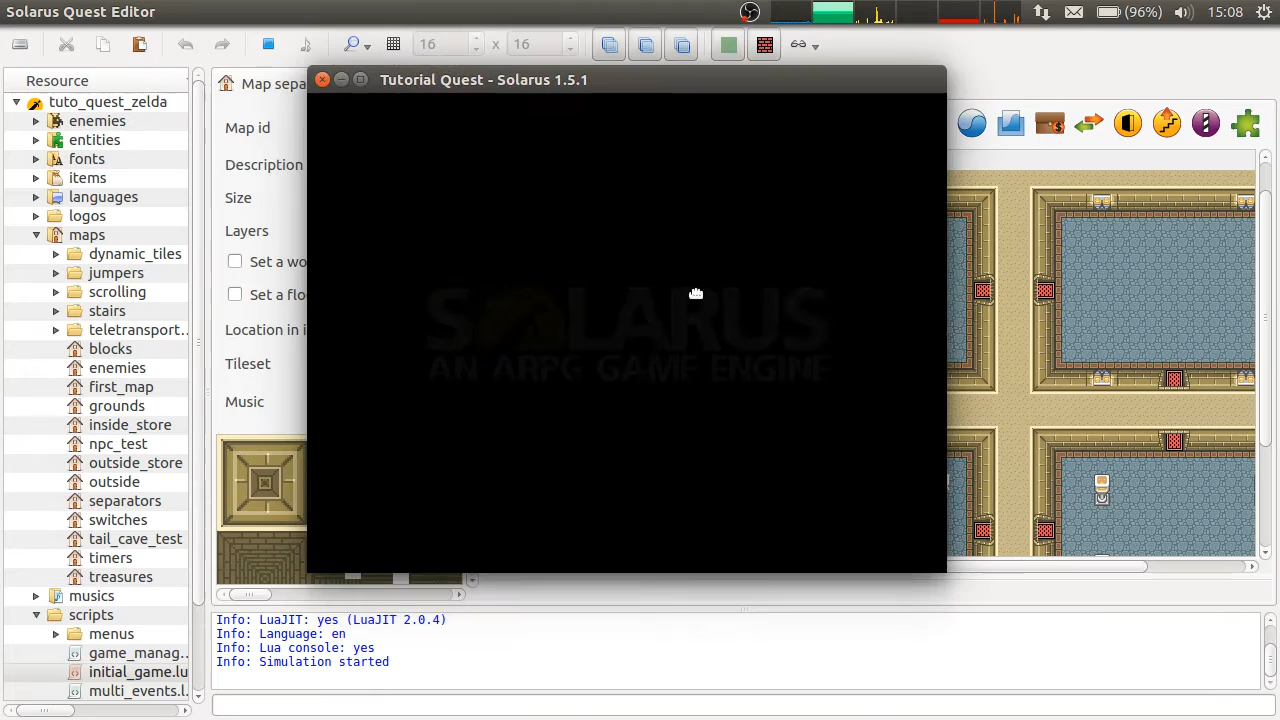 Solarus Quest Editor
(96%)
15:08
16
x
16
Resource
tuto_quest_zelda
enemies
entities
fonts
items
languages
logos
maps
dynamic_tiles
jumpers
scrolling
stairs
teletransport...
blocks
enemies
first_map
grounds
inside_store
npc_test
outside_store
outside
separators
switches
tail_cave_test
timers
treasures
musics
scripts
menus
game_manag...
initial_game.lu
multi_events.l.
Map sepa
Map id
Description
Size
Layers
Set a wo
Set a flo
Location in i
Tileset
Music
Tutorial Quest - Solarus 1.5.1
SOLARUS
AN ARPG GAME ENGINE
Info: LuaJIT: yes (LuaJIT 2.0.4)
Info: Language: en
Info: Lua console: yes
Info: Simulation started